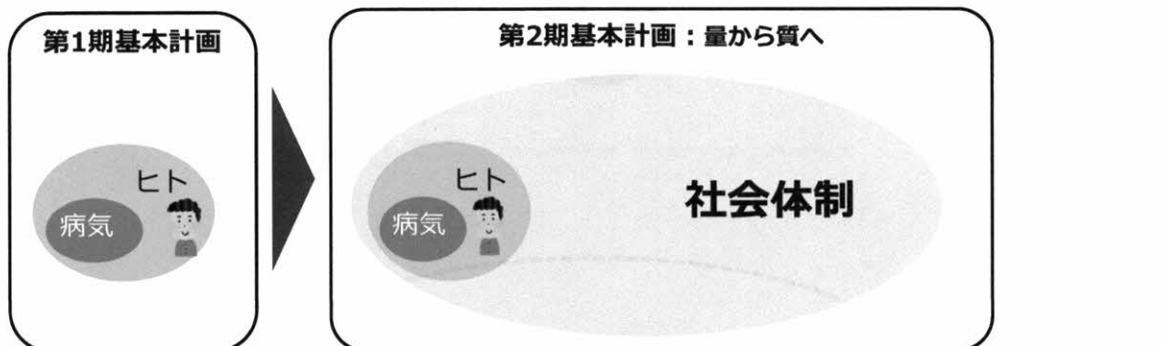 第1期基本計画
ヒト
病気
第2期基本計画：量から質へ
ヒト
病気
社会体制